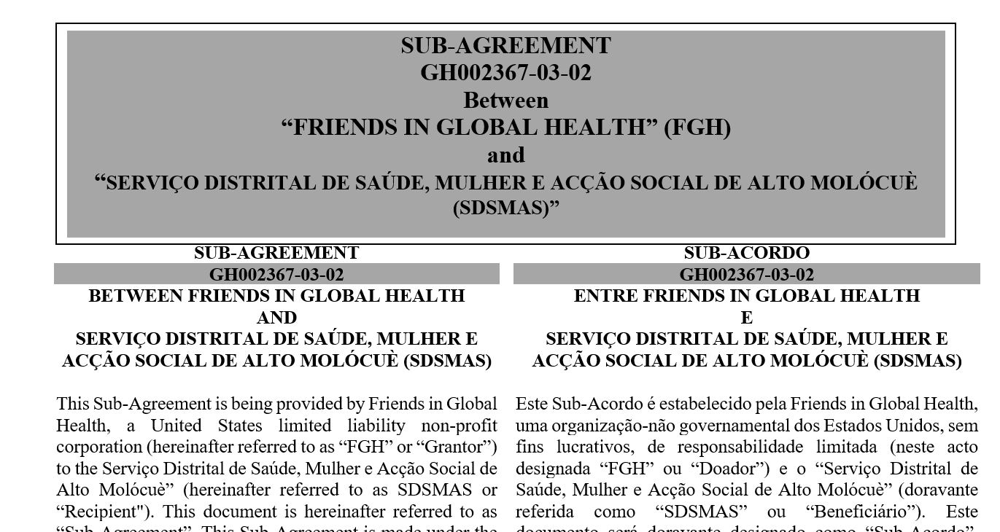 SUB-AGREEMENT
GH002367-03-02
Between
“FRIENDS IN GLOBAL HEALTH” (FGH)
and
“SERVIÇO DISTRITAL DE SAÚDE, MULHER E ACÇÃO SOCIAL DE ALTO MOLÓCUÈ
(SDSMAS)”
SUB-AGREEMENT
GH002367-03-02
BETWEEN FRIENDS IN GLOBAL HEALTH
AND
SERVIÇO DISTRITAL DE SAÚDE, MULHER E
ACÇÃO SOCIAL DE ALTO MOLÓCUÈ (SDSMAS)
This Sub-Agreement is being provided by Friends in Global
Health, a United States limited liability non-profit
corporation (hereinafter referred to as “FGH” or “Grantor”)
to the Serviço Distrital de Saúde, Mulher e Acção Social de
Alto Molócuè” (hereinafter referred to as SDSMAS or
“Recipient"). This document is hereinafter referred to as
“Sub-Agreement”. This Sub-Agreement is made under the
SUB-ACORDO
GH002367-03-02
ENTRE FRIENDS IN GLOBAL HEALTH
E
SERVIÇO DISTRITAL DE SAÚDE, MULHER E
ACÇÃO SOCIAL DE ALTO MOLÓCUÈ (SDSMAS)
Este Sub-Acordo é estabelecido pela Friends in Global Health,
uma organização-não governamental dos Estados Unidos, sem
fins lucrativos, de responsabilidade limitada (neste acto
designada “FGH” ou “Doador”) e o “Serviço Distrital de
Saúde, Mulher e Acção Social de Alto Molócuè” (doravante
referida como “SDSMAS” ou “Beneficiário”). Este
documento será doravante designado como “Sub-Acordo”.